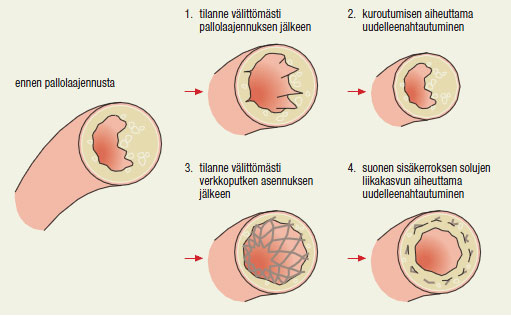 ennen pallolaajennusta
1. tilanne välittömästi
pallolaajennuksen jälkeen
2. kuroutumisen aiheuttama
uudelleenahtautuminen
3. tilanne välittömästi
verkkoputken asennuksen
jälkeen
4. suonen sisäkerroksen solujen
liikakasvun aiheuttama
uudelleenahtautuminen